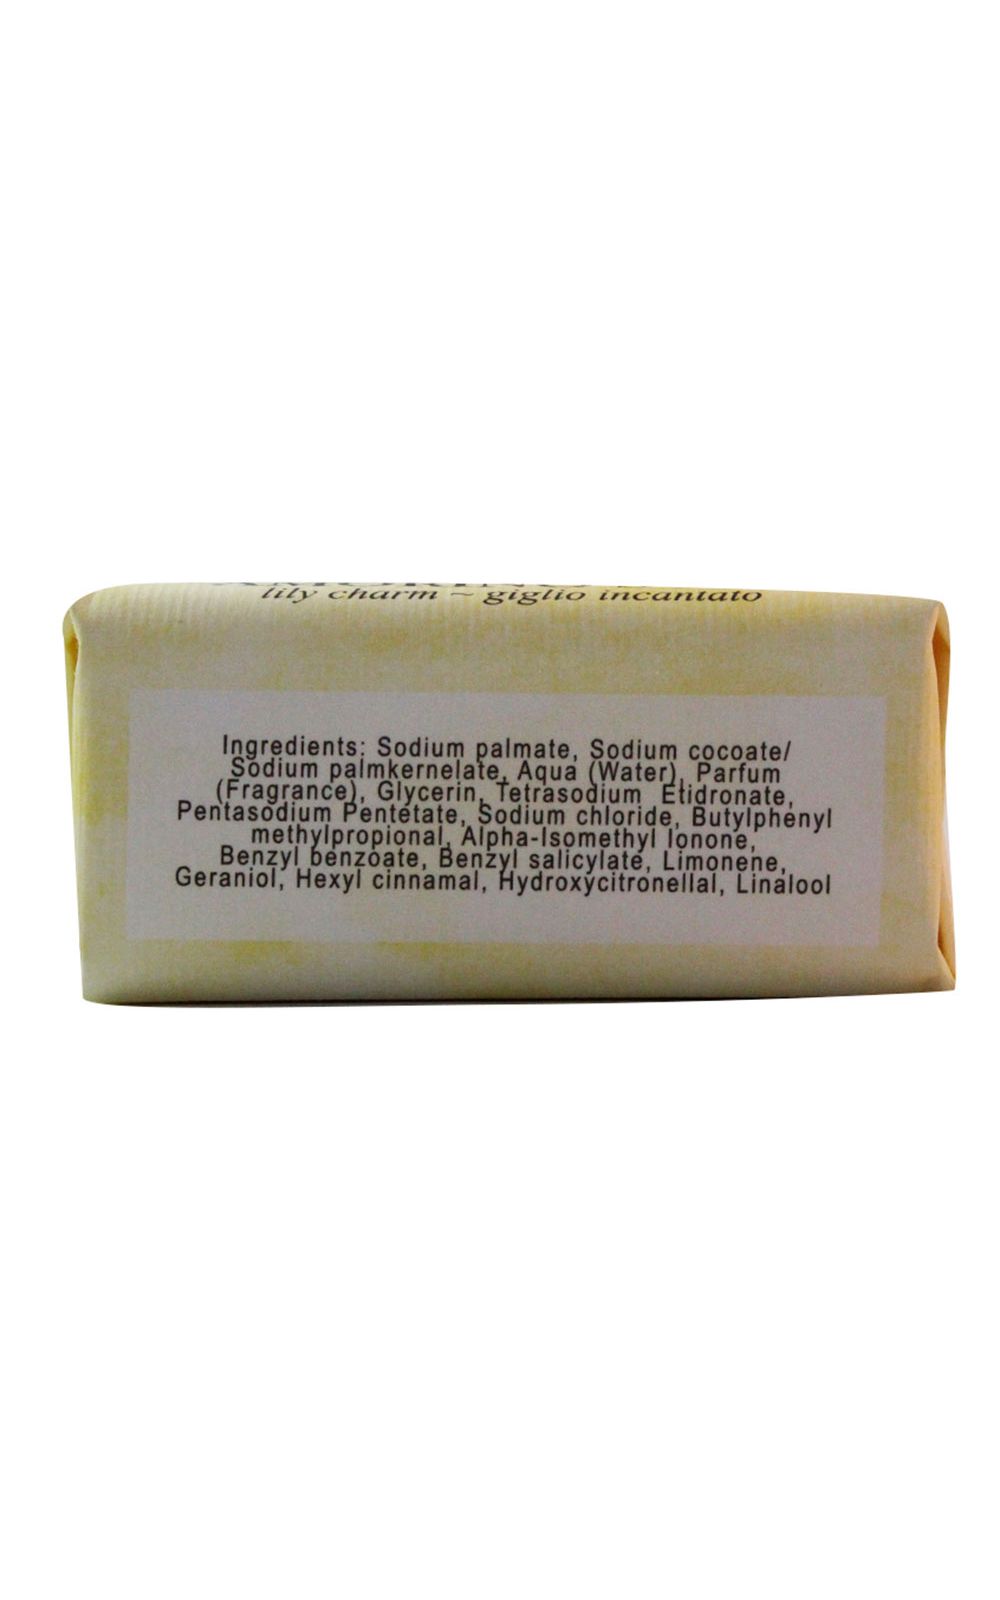 lily charm ~ giglio incantato
Ingredients: Sodium palmate, Sodium cocoate/
Sodium palmkernelate, Aqua (Water), Parfum
(Fragrance), Glycerin, Tetrasodium Etidronate,
Pentasodium Pentetate, Sodium chloride, Butylphenyl
methylpropional, Alpha-Isomethyl Ionone,
Benzyl benzoate, Benzyl salicylate, Limonene,
Geraniol, Hexyl cinnamal, Hydroxycitronellal, Linalool